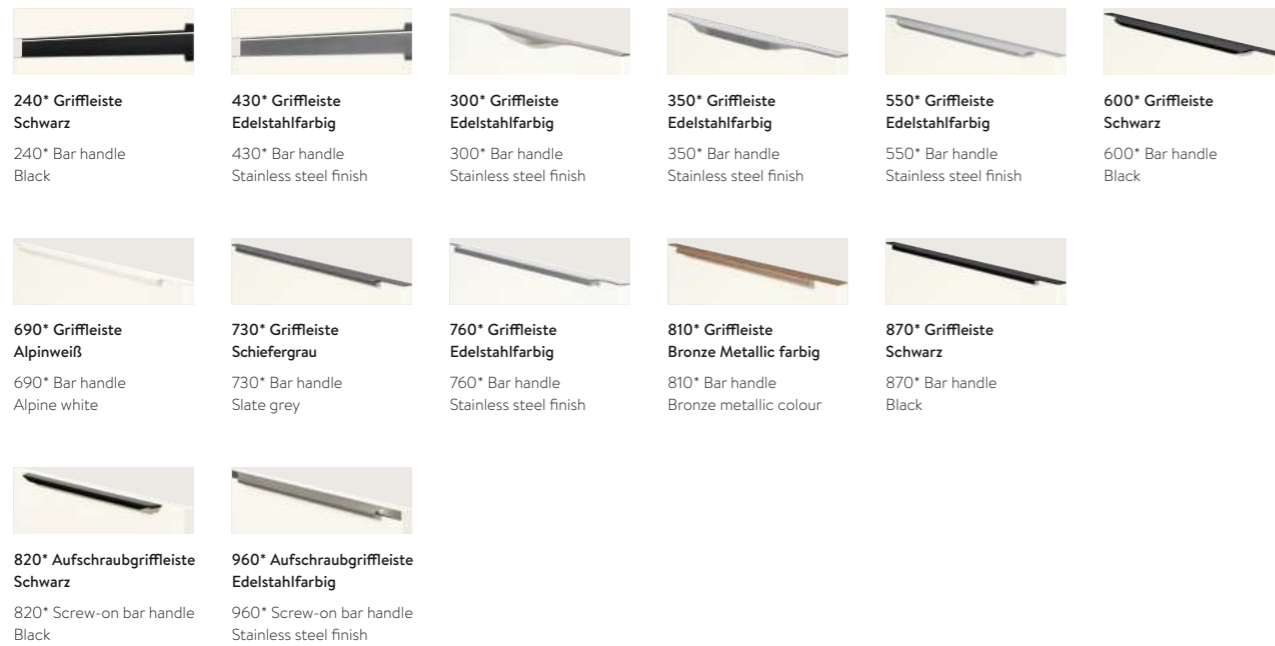 240* Griffleiste
Schwarz
240* Bar handle
Black
430* Griffleiste
Edelstahlfarbig
430* Bar handle
Stainless steel finish
300* Griffleiste
Edelstahlfarbig
300* Bar handle
Stainless steel finish
350* Griffleiste
Edelstahlfarbig
350* Bar handle
Stainless steel finish
550* Griffleiste
Edelstahlfarbig
550* Bar handle
Stainless steel finish
600* Griffleiste
Schwarz
600* Bar handle
Black
690* Griffleiste
Alpinweiß
690* Bar handle
Alpine white
730* Griffleiste
Schiefergrau
730* Bar handle
Slate grey
760* Griffleiste
Edelstahlfarbig
760* Bar handle
Stainless steel finish
810* Griffleiste
Bronze Metallic farbig
810* Bar handle
Bronze metallic colour
870* Griffleiste
Schwarz
870* Bar handle
Black
820* Aufschraubgriffleiste
Schwarz
820* Screw-on bar handle
Black
960* Aufschraubgriffleiste
Edelstahlfarbig
960* Screw-on bar handle
Stainless steel finish